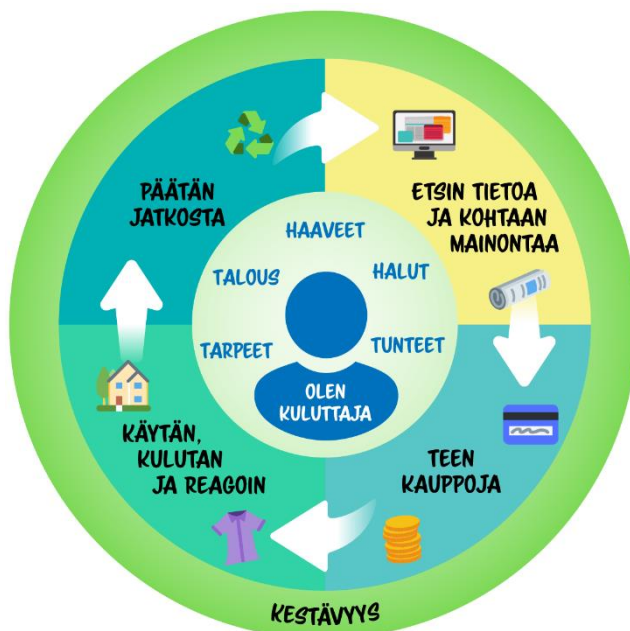 PÄÄTÄN
JATKOSTA
ETSIN TIETOA
JA KOHTAAN
MAINONTAA
HAAVEET
TALOUS
HALUT
TARPEET
TUNTEET
OLEN
KULUTTAJA
KÄYTÄN,
KULUTAN
JA REAGOIN
TEEN
KAUPPOJA
KESTÄVYYS